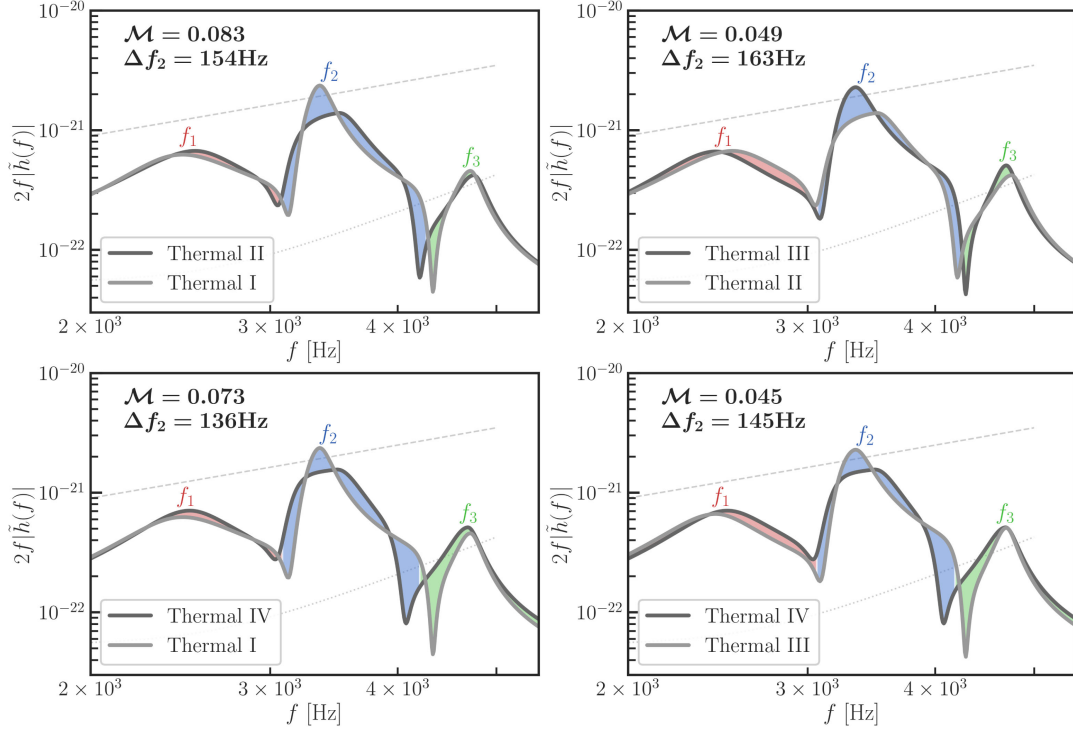 10⁻²⁰
ℳ = 0.083
Δf₂ = 154Hz
f₂
10⁻²¹
f₁
f₃
2f|h̃(f)|
10⁻²²
Thermal II
Thermal I
2 × 10³
3 × 10³
4 × 10³
f [Hz]
10⁻²⁰
ℳ = 0.049
Δf₂ = 163Hz
f₂
10⁻²¹
f₁
f₃
2f|h̃(f)|
10⁻²²
Thermal III
Thermal II
2 × 10³
3 × 10³
4 × 10³
f [Hz]
10⁻²⁰
ℳ = 0.073
Δf₂ = 136Hz
f₂
10⁻²¹
f₁
f₃
2f|h̃(f)|
10⁻²²
Thermal IV
Thermal I
2 × 10³
3 × 10³
4 × 10³
f [Hz]
10⁻²⁰
ℳ = 0.045
Δf₂ = 145Hz
f₂
10⁻²¹
f₁
f₃
2f|h̃(f)|
10⁻²²
Thermal IV
Thermal III
2 × 10³
3 × 10³
4 × 10³
f [Hz]